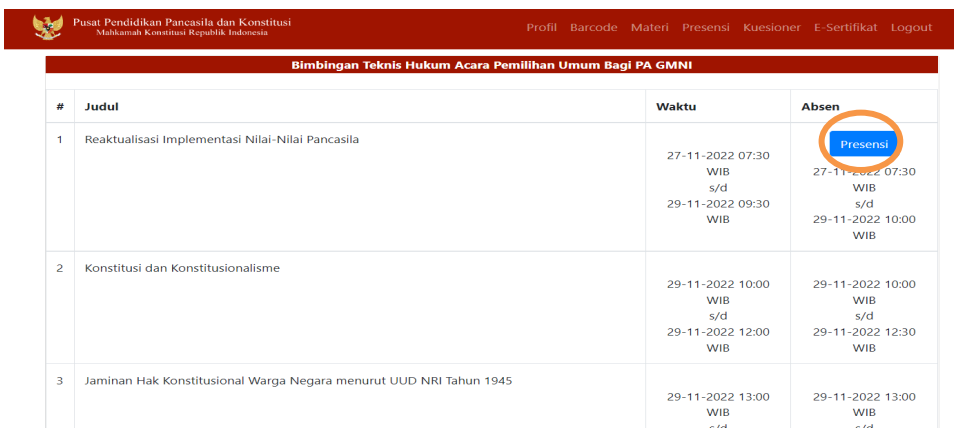 Pusat Pendidikan Pancasila dan Konstitusi
Mahkamah Konstitusi Republik Indonesia
Profil Barcode Materi Presensi Kuesioner E-Sertifikat Logout
Bimbingan Teknis Hukum Acara Pemilihan Umum Bagi PA GMNI
# Judul Waktu Absen
1 Reaktualisasi Implementasi Nilai-Nilai Pancasila
27-11-2022 07:30
WIB
s/d
29-11-2022 09:30
WIB
Presensi
27-11-2022 07:30
WIB
s/d
29-11-2022 10:00
WIB
2 Konstitusi dan Konstitusionalisme
29-11-2022 10:00
WIB
s/d
29-11-2022 12:00
WIB
29-11-2022 10:00
WIB
s/d
29-11-2022 12:30
WIB
3 Jaminan Hak Konstitusional Warga Negara menurut UUD NRI Tahun 1945
29-11-2022 13:00
WIB
s/d
29-11-2022 13:00
WIB
s/d